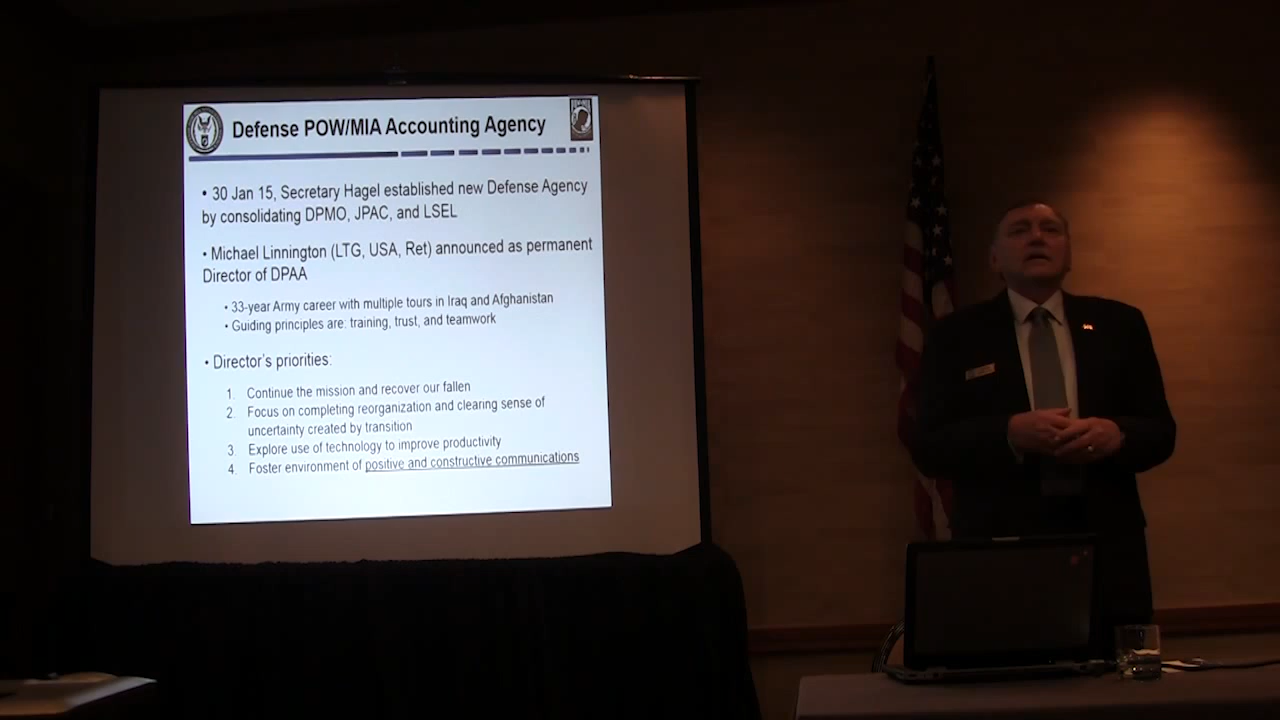 Defense POW/MIA Accounting Agency
• 30 Jan 15, Secretary Hagel established new Defense Agency
by consolidating DPMO, JPAC, and LSEL
• Michael Linnington (LTG, USA, Ret) announced as permanent
Director of DPAA
• 33-year Army career with multiple tours in Iraq and Afghanistan
• Guiding principles are: training, trust, and teamwork
• Director's priorities:
1. Continue the mission and recover our fallen
2. Focus on completing reorganization and clearing sense of
uncertainty created by transition
3. Explore use of technology to improve productivity
4. Foster environment of positive and constructive communications